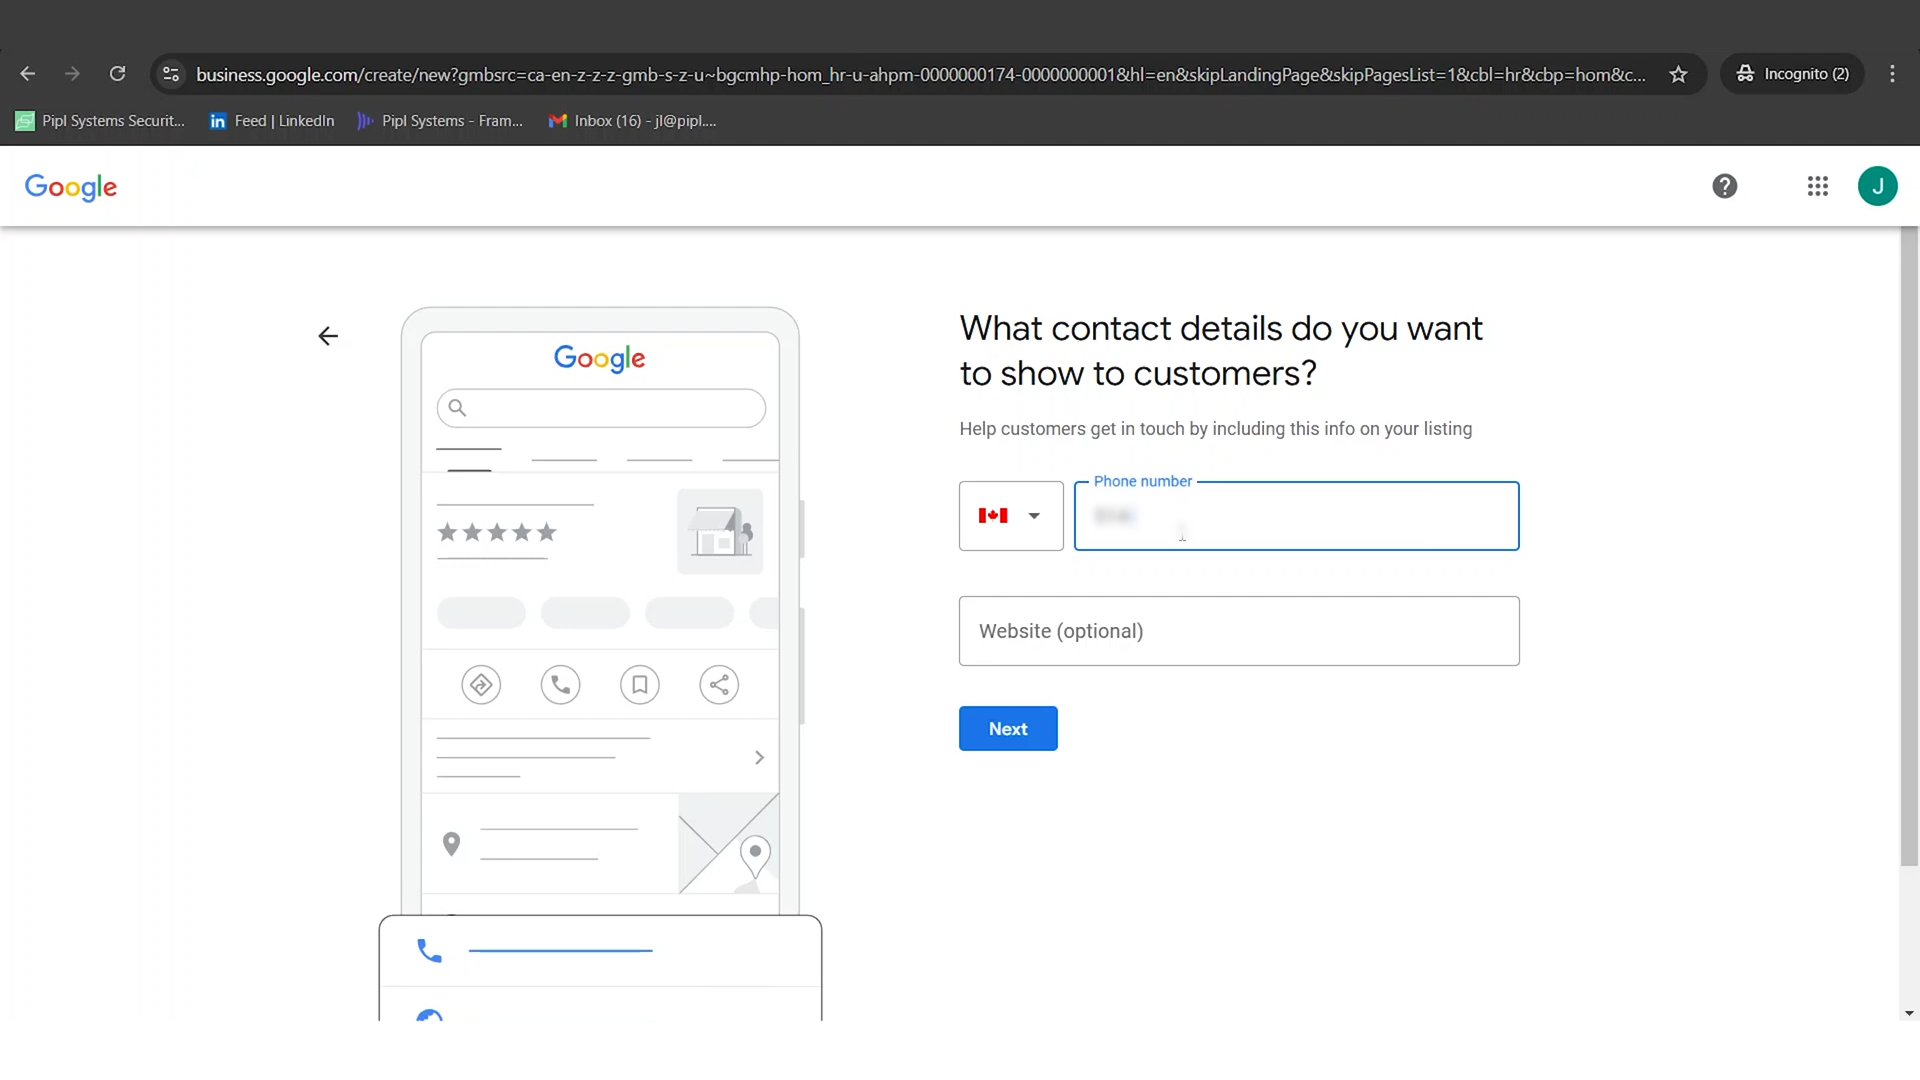 business.google.com/create/new?gmbsrc=ca-en-z-z-z-gmb-s-z-u~bgcmhp-hom_hr-u-ahpm-0000000174-0000000001&hl=en&skipLandingPage&skipPagesList=1&cbl=hr&cbp=hom&c...
Incognito (2)
Pipl Systems Securit...
in Feed | LinkedIn
Pipl Systems - Fram...
Inbox (16) - jl@pipl....
Google
J
Google
What contact details do you want
to show to customers?
Help customers get in touch by including this info on your listing
Phone number
Website (optional)
Next